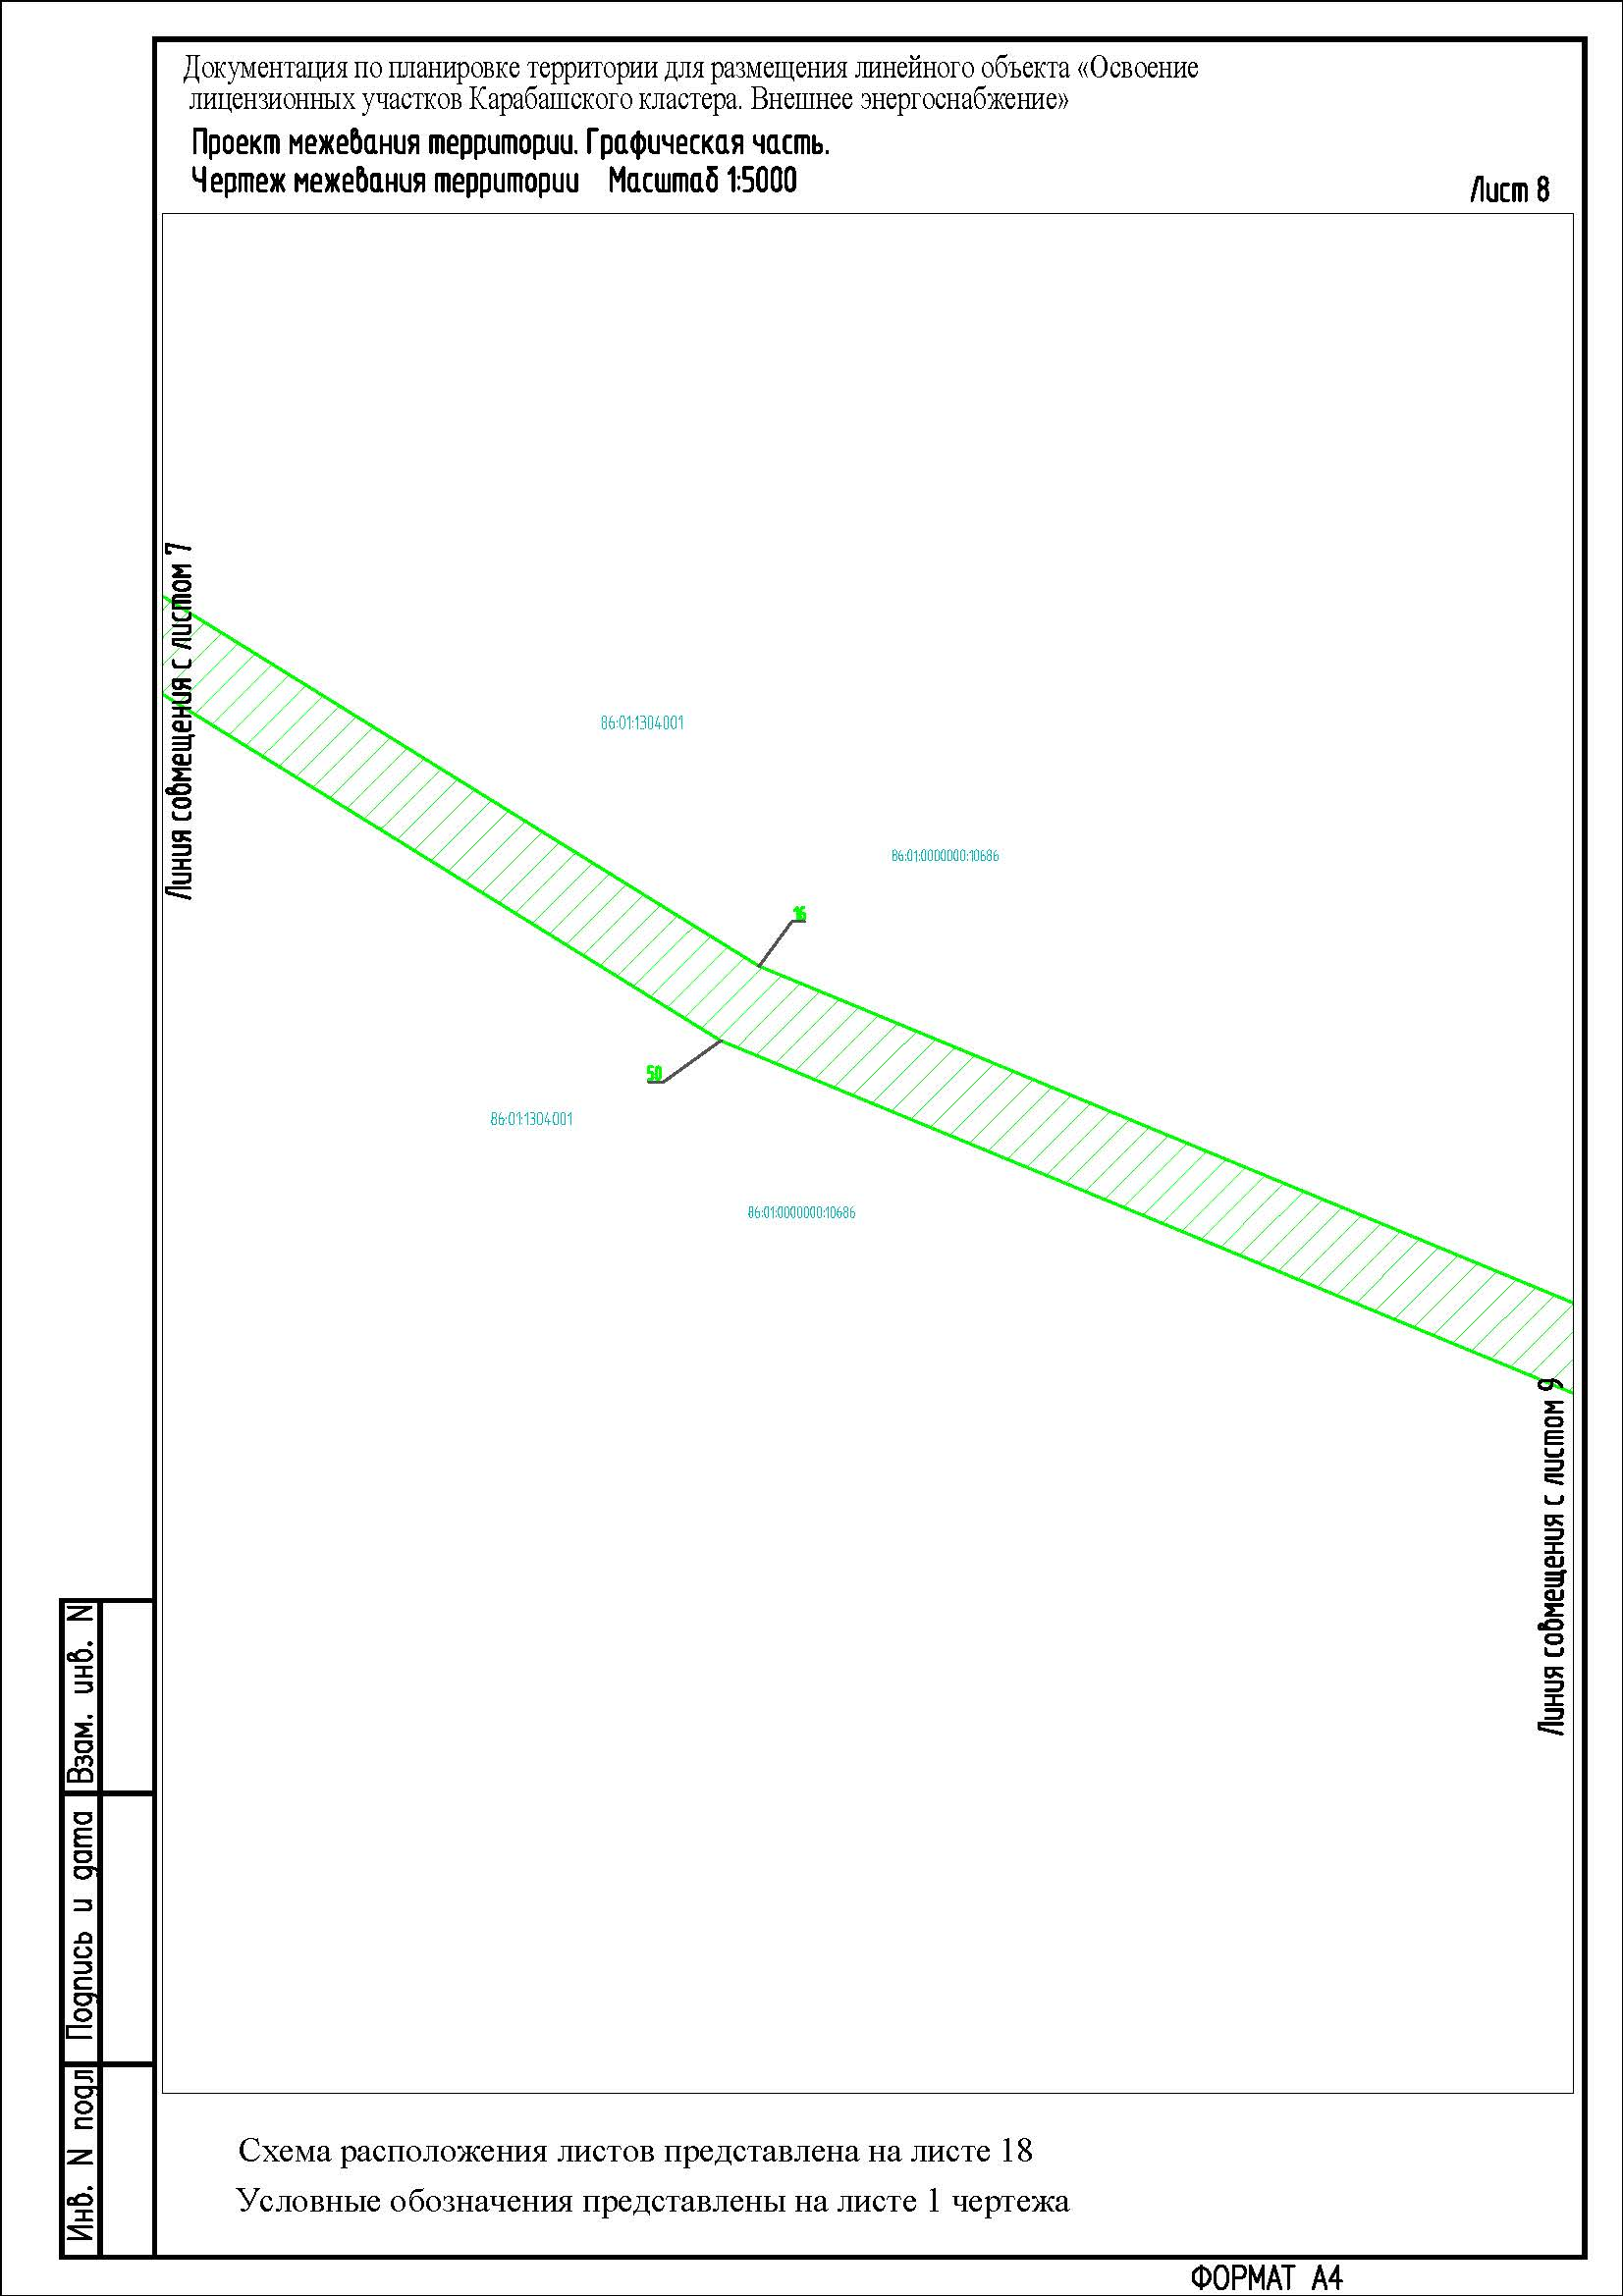 Документация по планировке территории для размещения линейного объекта «Освоение
лицензионных участков Карабашского кластера. Внешнее энергоснабжение»
Проект межевания территории. Графическая часть.
Чертеж межевания территории Масштаб 1:5000
Лист 8
Линия совмещения с листом 7
86:01:1304001
86:01:0000000:10686
16
50
86:01:1304001
86:01:0000000:10686
Линия совмещения с листом 9
Взам. инв. N
Подпись и дата
Инв. N подл
Схема расположения листов представлена на листе 18
Условные обозначения представлены на листе 1 чертежа
ФОРМАТ А4